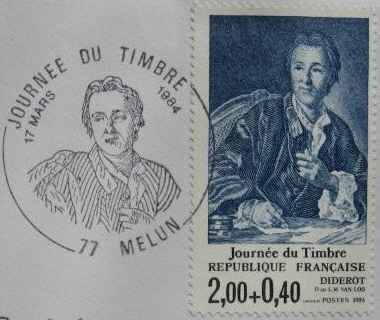 JOURNÉE DU TIMBRE
17 MARS 1984
77 MELUN
Journée du Timbre
REPUBLIQUE FRANÇAISE
DIDEROT
D'ap L.M VAN LOO
2,00+0,40
POSTES 1984